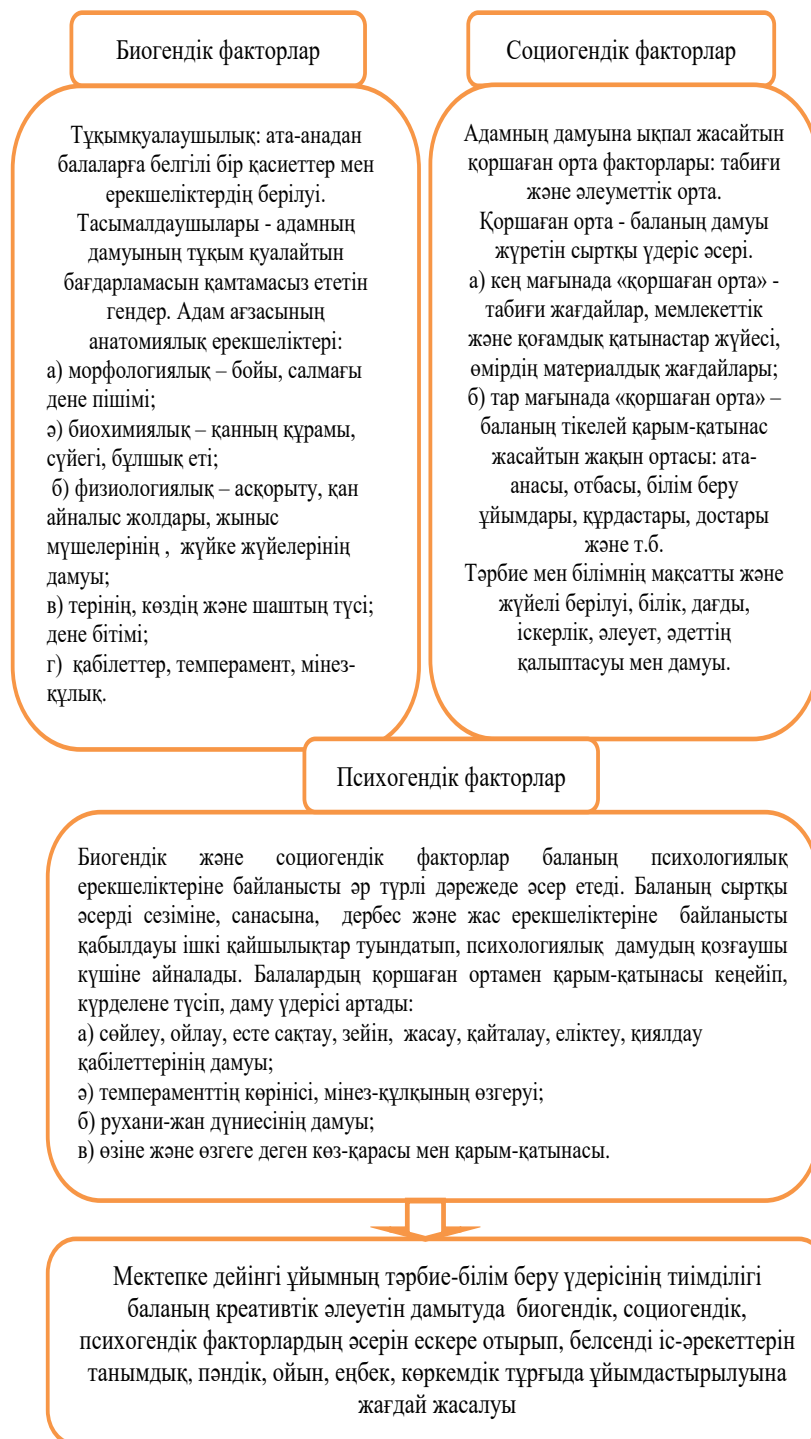 Биогендік факторлар
Тұқымқуалаушылық: ата-анадан
балаларға белгілі бір қасиеттер мен
ерекшеліктердің берілуі.
Тасымалдаушылары - адамның
дамуының тұқым қуалайтын
бағдарламасын қамтамасыз ететін
гендер. Адам ағзасының
анатомиялық ерекшеліктері:
а) морфологиялық – бойы, салмағы
дене пішімі;
ә) биохимиялық – қанның құрамы,
сүйегі, бұлшық еті;
б) физиологиялық – асқорыту, қан
айналыс жолдары, жыныс
мүшелерінің , жүйке жүйелерінің
дамуы;
в) терінің, көздің және шаштың түсі;
дене бітімі;
г) қабілеттер, темперамент, мінез-
құлық.
Социогендік факторлар
Адамның дамуына ықпал жасайтын
қоршаған орта факторлары: табиғи
және әлеуметтік орта.
Қоршаған орта - баланың дамуы
жүретін сыртқы үдеріс әсері.
а) кең мағынада «қоршаған орта» -
табиғи жағдайлар, мемлекеттік
және қоғамдық қатынастар жүйесі,
өмірдің материалдық жағдайлары;
б) тар мағынада «қоршаған орта» –
баланың тікелей қарым-қатынас
жасайтын жақын ортасы: ата-
анасы, отбасы, білім беру
ұйымдары, құрдастары, достары
және т.б.
Тәрбие мен білімнің мақсатты және
жүйелі берілуі, білік, дағды,
іскерлік, әлеует, әдеттің
қалыптасуы мен дамуы.
Психогендік факторлар
Биогендік және социогендік факторлар баланың психологиялық
ерекшеліктеріне байланысты әр түрлі дәрежеде әсер етеді. Баланың сыртқы
әсерді сезіміне, санасына, дербес және жас ерекшеліктеріне байланысты
қабылдауы ішкі қайшылықтар туындатып, психологиялық дамудың қозғаушы
күшіне айналады. Балалардың қоршаған ортамен қарым-қатынасы кеңейіп,
күрделене түсіп, даму үдерісі артады:
а) сөйлеу, ойлау, есте сақтау, зейін, жасау, қайталау, еліктеу, қиялдау
қабілеттерінің дамуы;
ә) темпераменттің көрінісі, мінез-құлқының өзгеруі;
б) рухани-жан дүниесінің дамуы;
в) өзіне және өзгеге деген көз-қарасы мен қарым-қатынасы.
Мектепке дейінгі ұйымның тәрбие-білім беру үдерісінің тиімділігі
баланың креативтік әлеуетін дамытуда биогендік, социогендік,
психогендік факторлардың әсерін ескере отырып, белсенді іс-әрекеттерін
танымдық, пәндік, ойын, еңбек, көркемдік тұрғыда ұйымдастырылуына
жағдай жасалуы